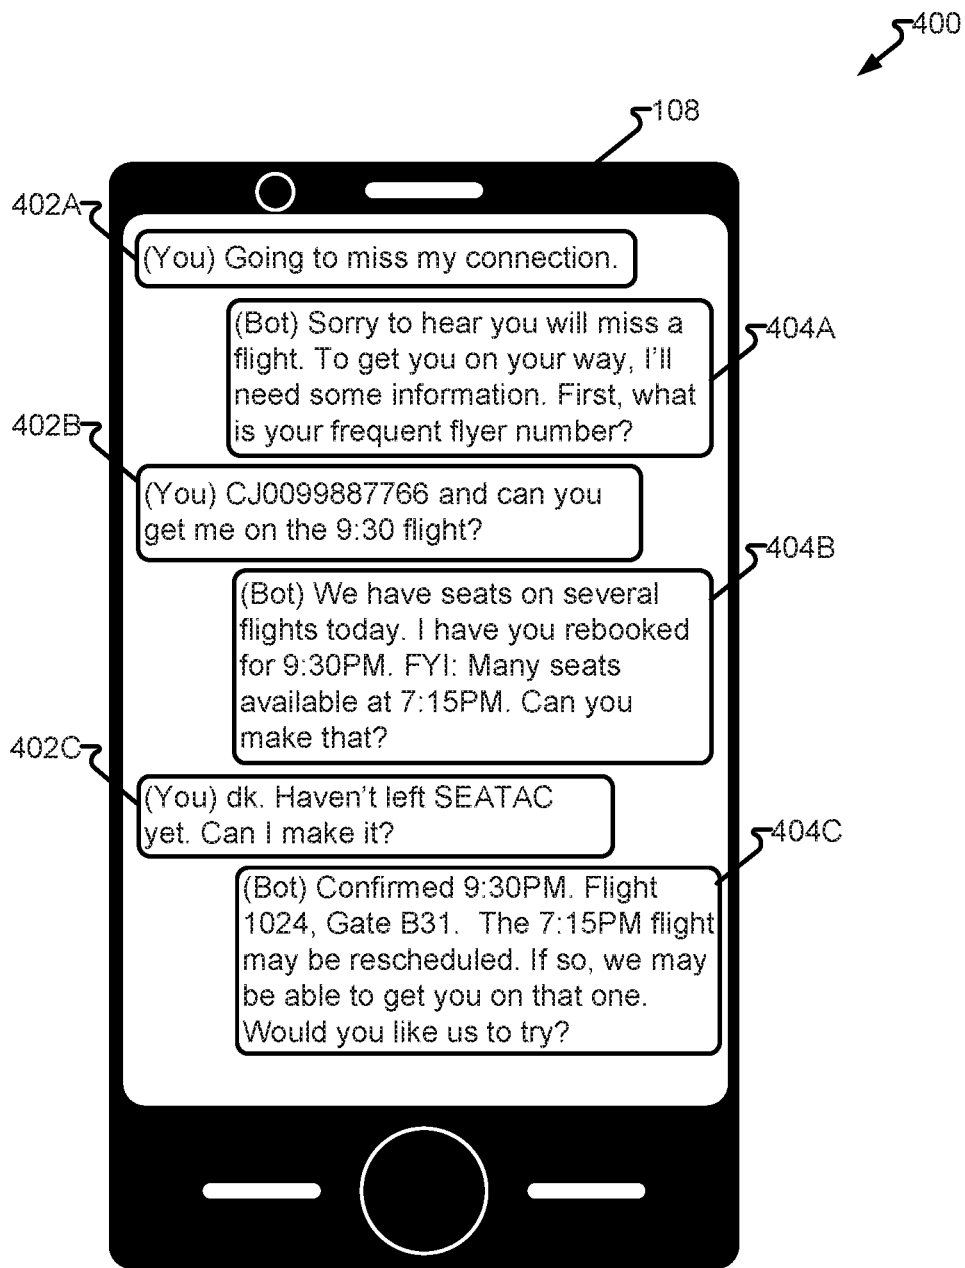 400
108
402A
(You) Going to miss my connection.
(Bot) Sorry to hear you will miss a
flight. To get you on your way, I'll
need some information. First, what
is your frequent flyer number?
404A
402B
(You) CJ0099887766 and can you
get me on the 9:30 flight?
404B
(Bot) We have seats on several
flights today. I have you rebooked
for 9:30PM. FYI: Many seats
available at 7:15PM. Can you
make that?
402C
(You) dk. Haven't left SEATAC
yet. Can I make it?
404C
(Bot) Confirmed 9:30PM. Flight
1024, Gate B31.  The 7:15PM flight
may be rescheduled. If so, we may
be able to get you on that one.
Would you like us to try?